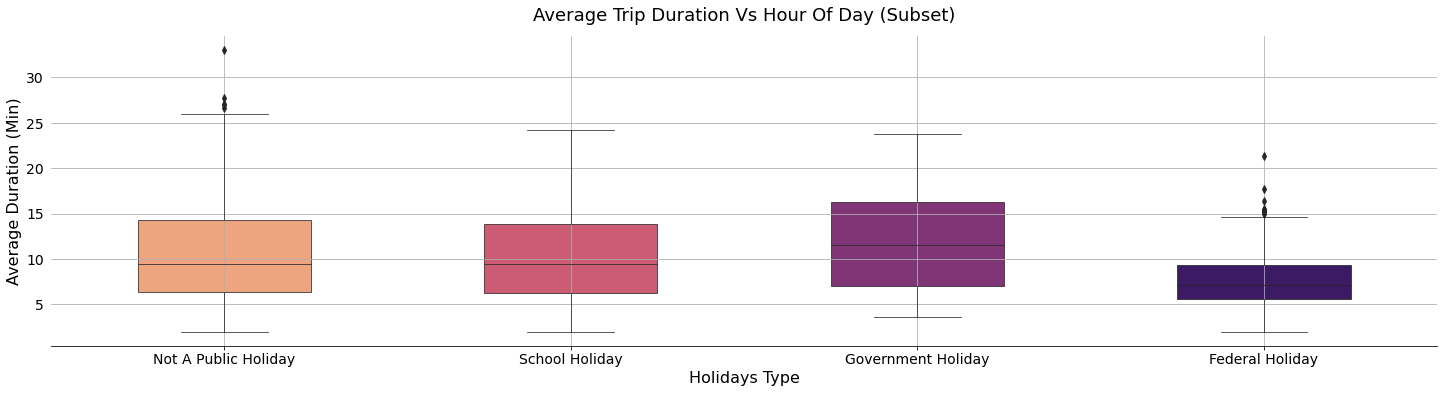 Average Trip Duration Vs Hour Of Day (Subset)
Average Duration (Min)
30
25
20
15
10
5
Not A Public Holiday
School Holiday
Government Holiday
Federal Holiday
Holidays Type